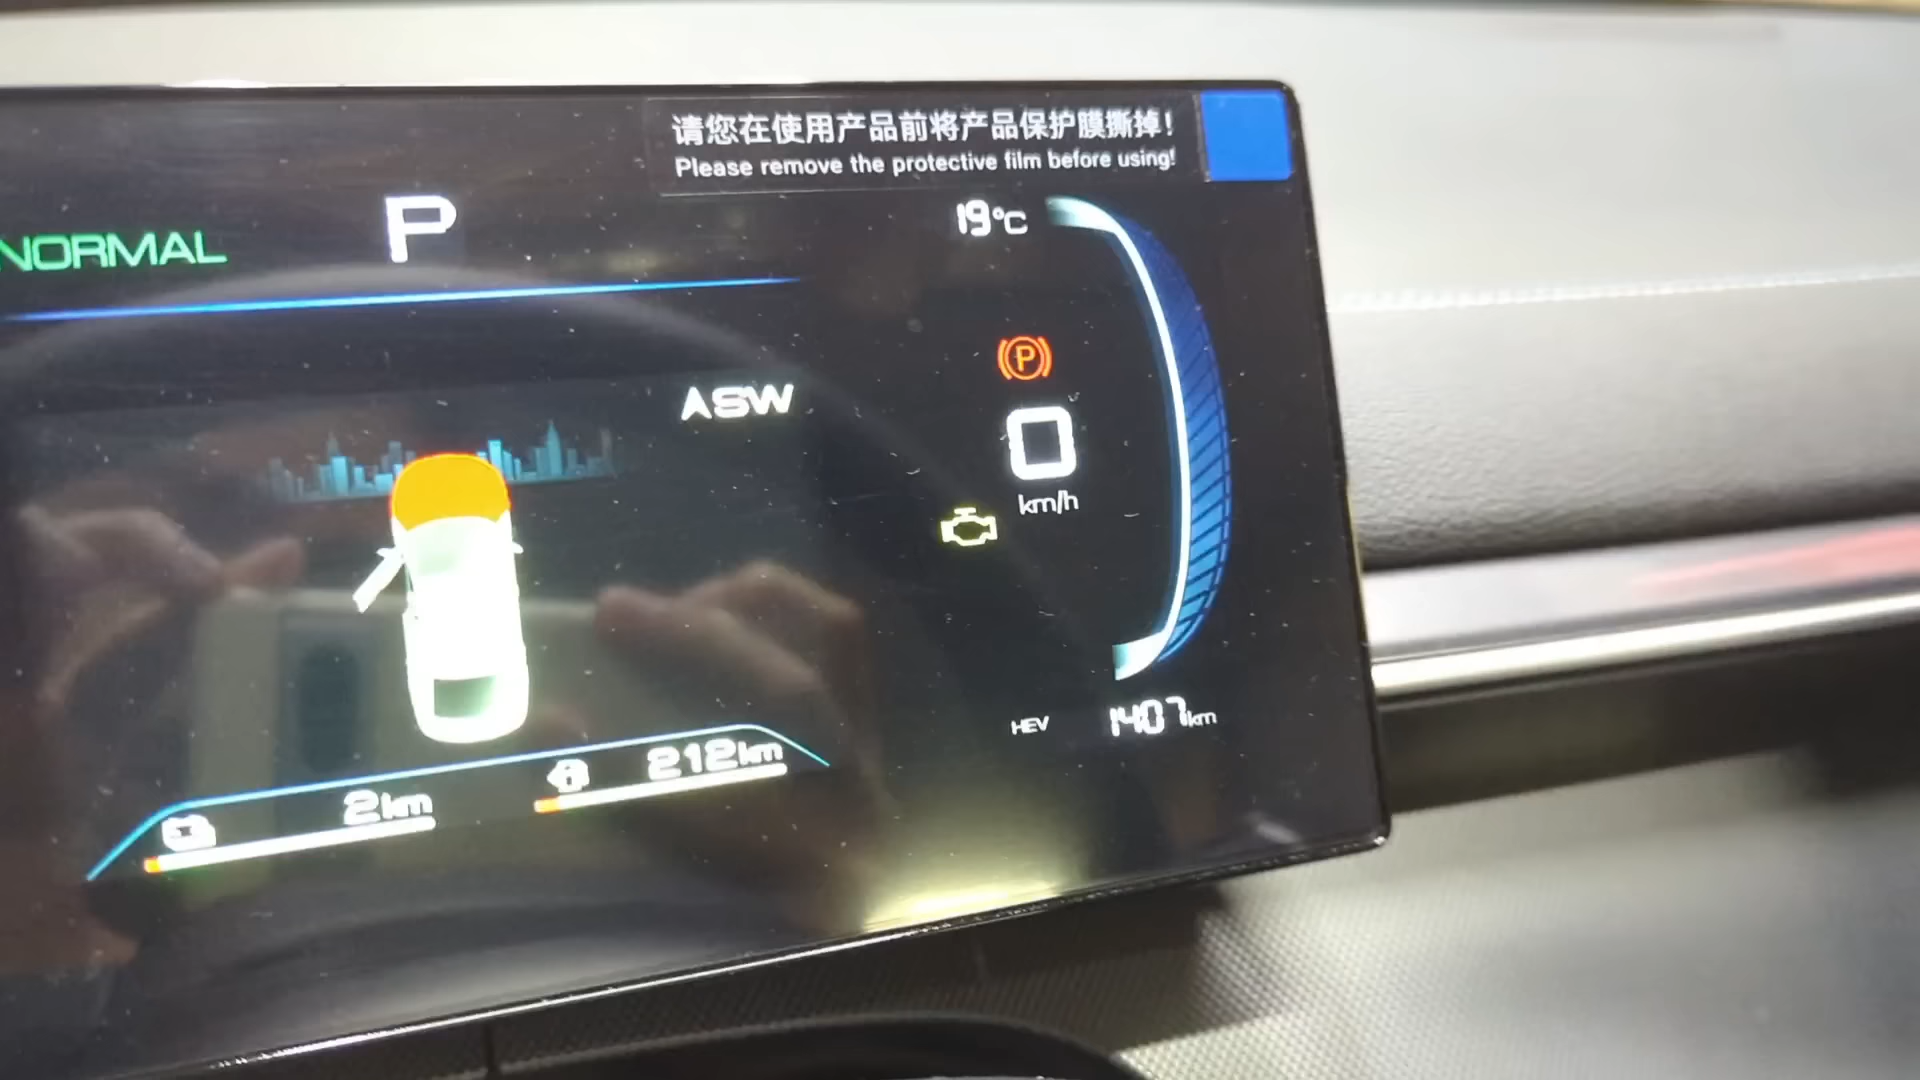 请您在使用产品前将产品保护膜撕掉！
Please remove the protective film before using!
NORMAL
P
19°C
P
ASW
0
km/h
212km
2km
HEV
1407km